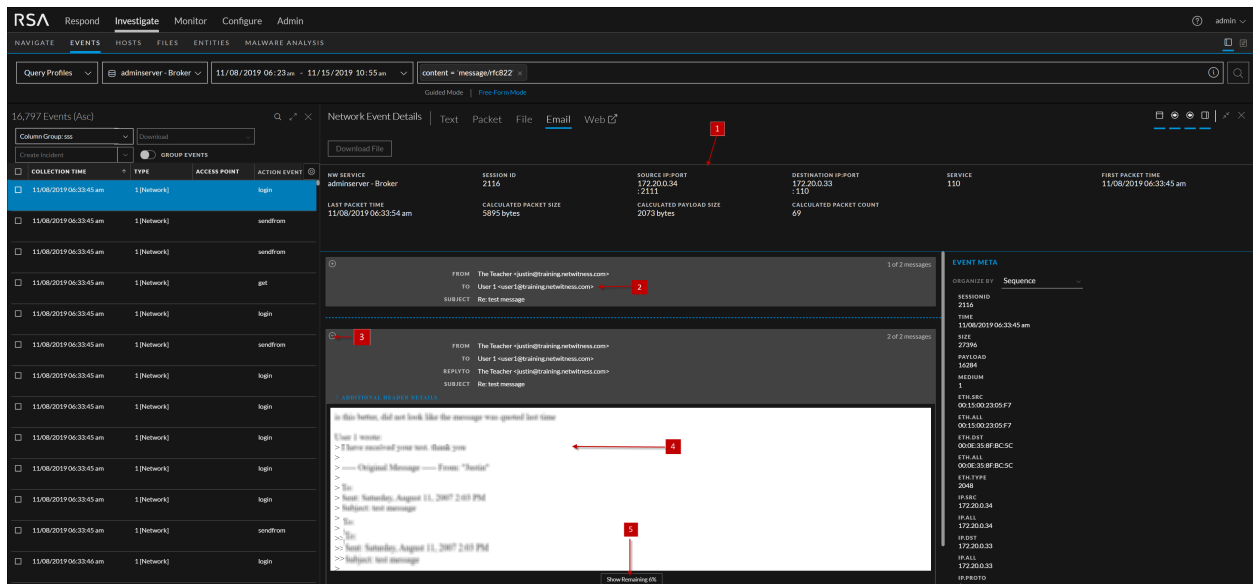 RSA Respond Investigate Monitor Configure Admin admin
NAVIGATE EVENTS HOSTS FILES ENTITIES MALWARE ANALYSIS
Query Profiles adminserver - Broker 11/08/2019 06:23 am - 11/15/2019 10:55 am content = 'message/rfc822' ×
Guided Mode | Free-Form Mode
16,797 Events (Asc)
Column Group: sss Download
Create Incident GROUP EVENTS
COLLECTION TIME TYPE ACCESS POINT ACTION EVENT
11/08/2019 06:33:45 am 1 [Network] login
11/08/2019 06:33:45 am 1 [Network] sendfrom
11/08/2019 06:33:45 am 1 [Network] sendfrom
11/08/2019 06:33:45 am 1 [Network] get
11/08/2019 06:33:45 am 1 [Network] login
11/08/2019 06:33:45 am 1 [Network] sendfrom
11/08/2019 06:33:45 am 1 [Network] login
11/08/2019 06:33:45 am 1 [Network] login
11/08/2019 06:33:45 am 1 [Network] login
11/08/2019 06:33:45 am 1 [Network] login
11/08/2019 06:33:45 am 1 [Network] login
11/08/2019 06:33:45 am 1 [Network] sendfrom
11/08/2019 06:33:46 am 1 [Network] login
Network Event Details Text Packet File Email Web
1
Download File
NW SERVICE SESSION ID SOURCE IP:PORT DESTINATION IP:PORT SERVICE FIRST PACKET TIME
adminserver - Broker 2116 172.20.0.34 172.20.0.33 110 11/08/2019 06:33:45 am
: 2111 : 110
LAST PACKET TIME CALCULATED PACKET SIZE CALCULATED PAYLOAD SIZE CALCULATED PACKET COUNT
11/08/2019 06:33:54 am 5895 bytes 2073 bytes 69
1 of 2 messages
FROM The Teacher <justin@training.netwitness.com>
TO User 1 <user1@training.netwitness.com> 2
SUBJECT Re: test message
3 2 of 2 messages
FROM The Teacher <justin@training.netwitness.com>
TO User 1 <user1@training.netwitness.com>
REPLYTO The Teacher <justin@training.netwitness.com>
SUBJECT Re: test message
> ADDITIONAL HEADER DETAILS
is this better, did not look like the message was quoted last time
User 1 wrote:
> I have received your test. thank you 4
>
> ----- Original Message ----- From: "Justin"
>
> To:
> Sent: Saturday, August 11, 2007 2:03 PM
> Subject: test message
> To:
>
>> To:
>> Sent: Saturday, August 11, 2007 2:03 PM
>> Subject: test message
>
5
Show Remaining 6%
EVENT META
ORGANIZE BY Sequence
SESSIONID
2116
TIME
11/08/2019 06:33:45 am
SIZE
27396
PAYLOAD
16284
MEDIUM
1
ETH.SRC
00:15:00:23:05:F7
ETH.ALL
00:15:00:23:05:F7
ETH.DST
00:0E:35:8F:BC:5C
ETH.ALL
00:0E:35:8F:BC:5C
ETH.TYPE
2048
IP.SRC
172.20.0.34
IP.ALL
172.20.0.34
IP.DST
172.20.0.33
IP.ALL
172.20.0.33
IP.PROTO